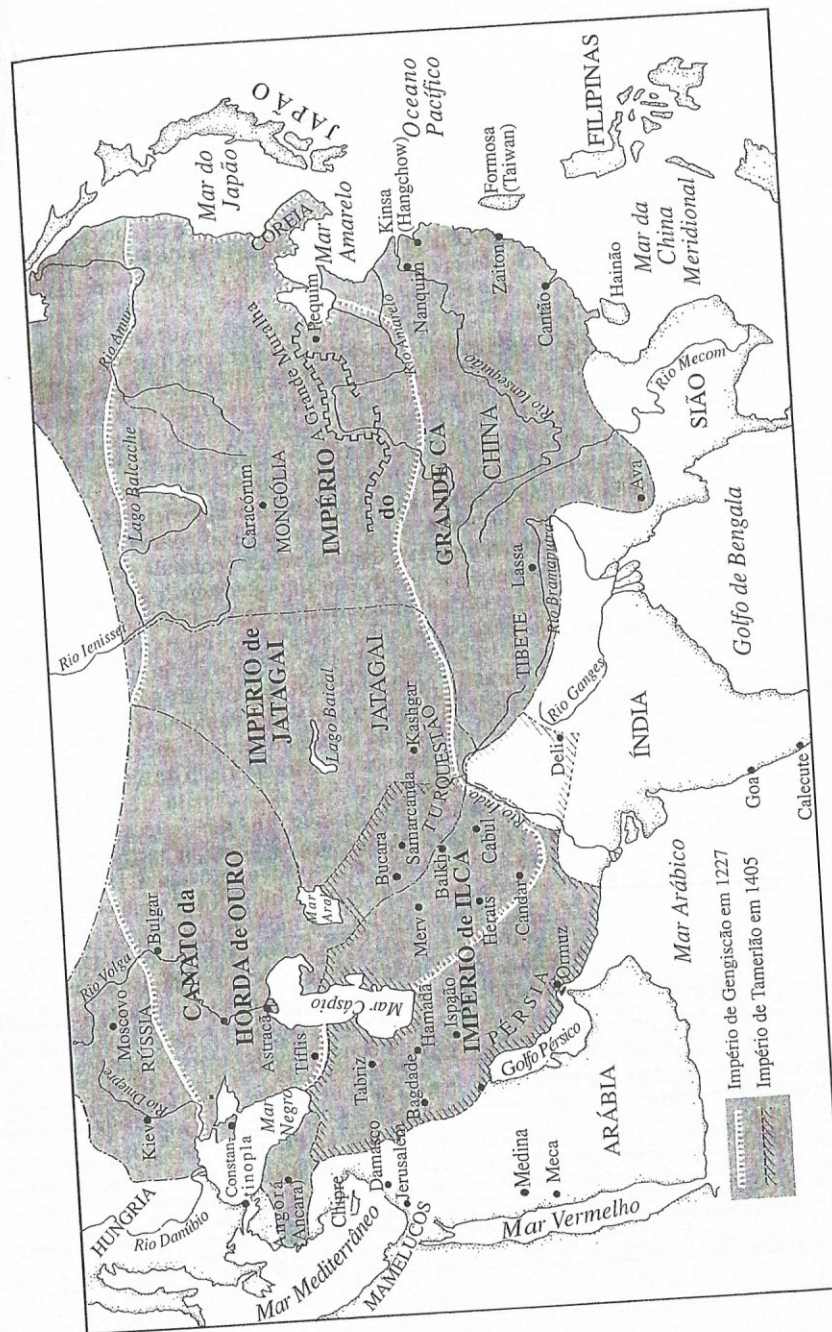 HUNGRIA
Rio Danúbio
Kiev
Rio Dniepre
Moscovo
RÚSSIA
Rio Volga
Bulgar
CANATO da
HORDA de OURO
Astracã
Constan-
tinopla
Mar
Negro
Tíflis
Angorá
Ancara)
Chipre
Mar Mediterrâneo
MAMELUCOS
Damasco
Jerusalém
Tabriz
Bagdade
Mar Cáspio
Mar
Aral
Hamadã
Ispaão
IMPÉRIO de ILCÃ
PÉRSIA
Golfo Pérsico
Ormuz
Merv
Bucara
Samarcanda
Balkh
Herats
Cabul
Candar
TURQUESTÃO
Kashgar
Rio Indo
Rio Ienissei
IMPÉRIO de
JATAGAI
Lago Baical
JATAGAI
Lago Balcache
Caracórum
MONGÓLIA
IMPÉRIO
do
GRANDE CÃ
A Grande Muralha
Rio Amur
Pequim
COREIA
Mar do
Japão
JAPÃO
Mar
Amarelo
Rio Amarelo
Kinsa
(Hangchow)
Nanquim
Oceano
Pacífico
CHINA
Rio Iansequião
Zaiton
Cantão
Formosa
(Taiwan)
FILIPINAS
Hainão
Mar da
China
Meridional
Rio Mecom
SIÃO
Ava
Lassa
TIBETE
Rio Bramaputra
Rio Ganges
Deli
ÍNDIA
Golfo de Bengala
Goa
Calecute
Mar Arábico
ARÁBIA
Medina
Meca
Mar Vermelho
Império de Gengiscão em 1227
Império de Tamerlão em 1405